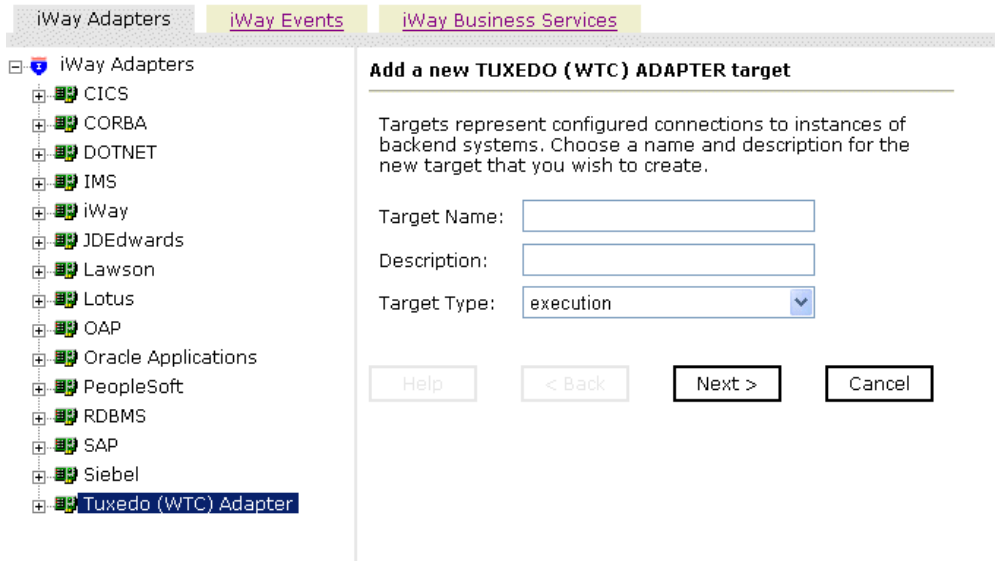 iWay Adapters iWay Events iWay Business Services
iWay Adapters
CICS
CORBA
DOTNET
IMS
iWay
JDEdwards
Lawson
Lotus
OAP
Oracle Applications
PeopleSoft
RDBMS
SAP
Siebel
Tuxedo (WTC) Adapter
Add a new TUXEDO (WTC) ADAPTER target
Targets represent configured connections to instances of
backend systems. Choose a name and description for the
new target that you wish to create.
Target Name:
Description:
Target Type: execution
Help < Back Next > Cancel